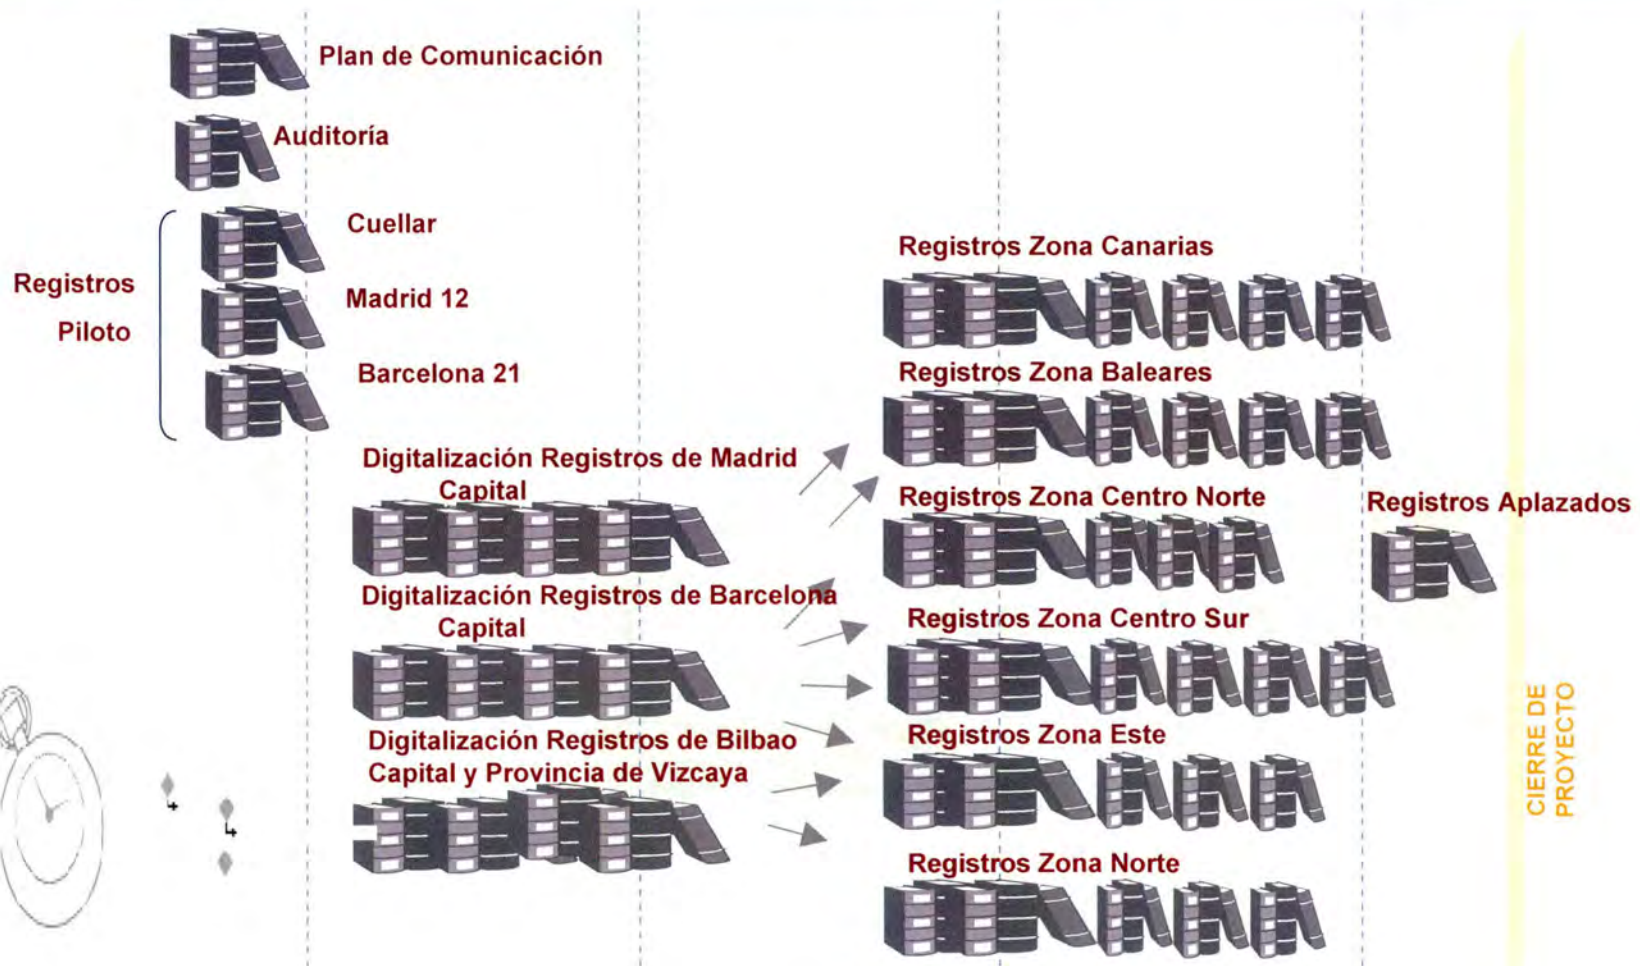 Plan de Comunicación
Auditoría
Registros
Piloto
Cuellar
Madrid 12
Barcelona 21
Digitalización Registros de Madrid
Capital
Digitalización Registros de Barcelona
Capital
Digitalización Registros de Bilbao
Capital y Provincia de Vizcaya
Registros Zona Canarias
Registros Zona Baleares
Registros Zona Centro Norte
Registros Zona Centro Sur
Registros Zona Este
Registros Zona Norte
Registros Aplazados
CIERRE DE
PROYECTO